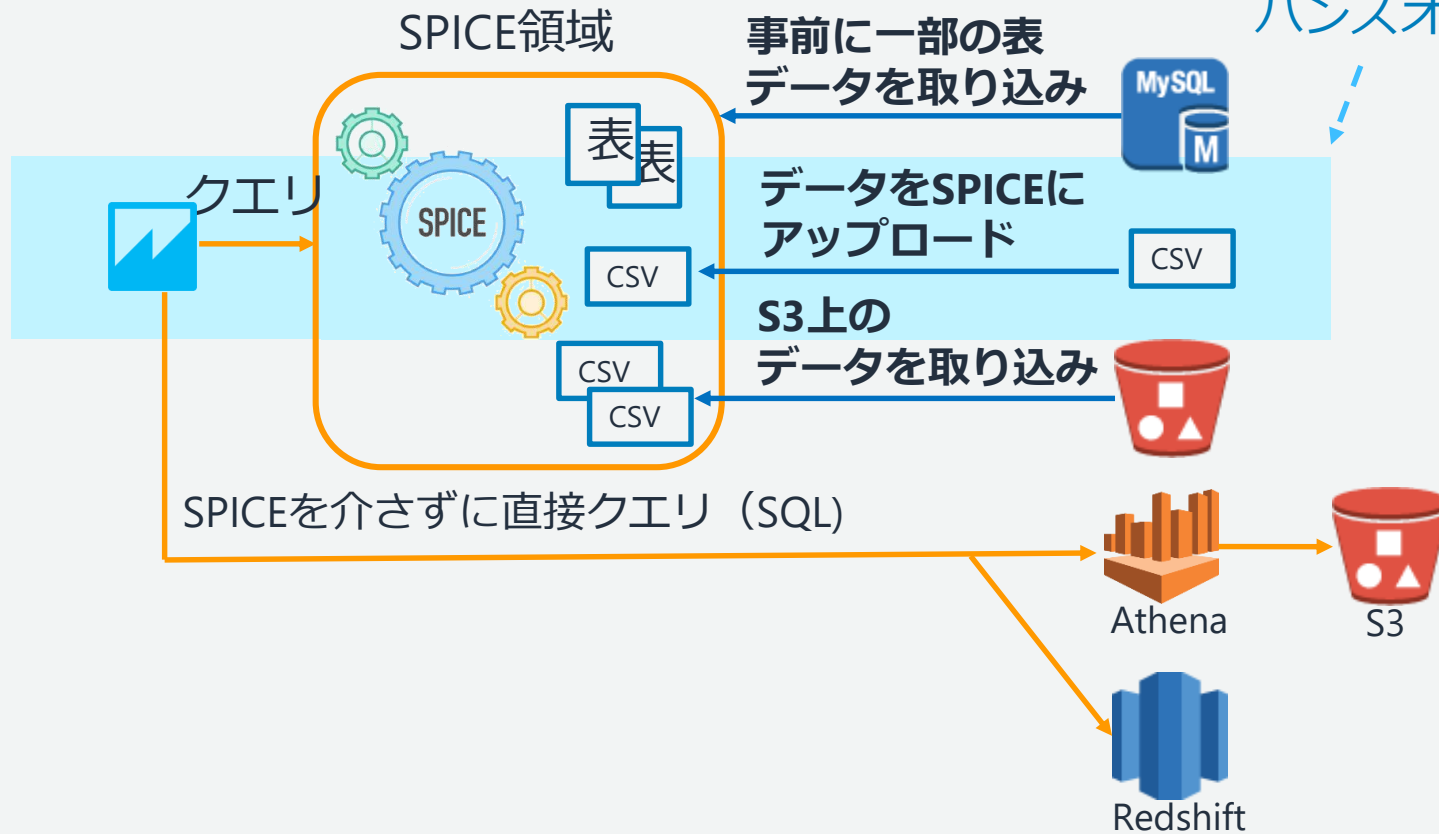 SPICE領域
事前に一部の表
データを取り込み
MySQL
M
表
表
クエリ
SPICE
データをSPICEに
アップロード
CSV
CSV
S3上の
データを取り込み
CSV
CSV
SPICEを介さずに直接クエリ（SQL)
Athena
S3
Redshift